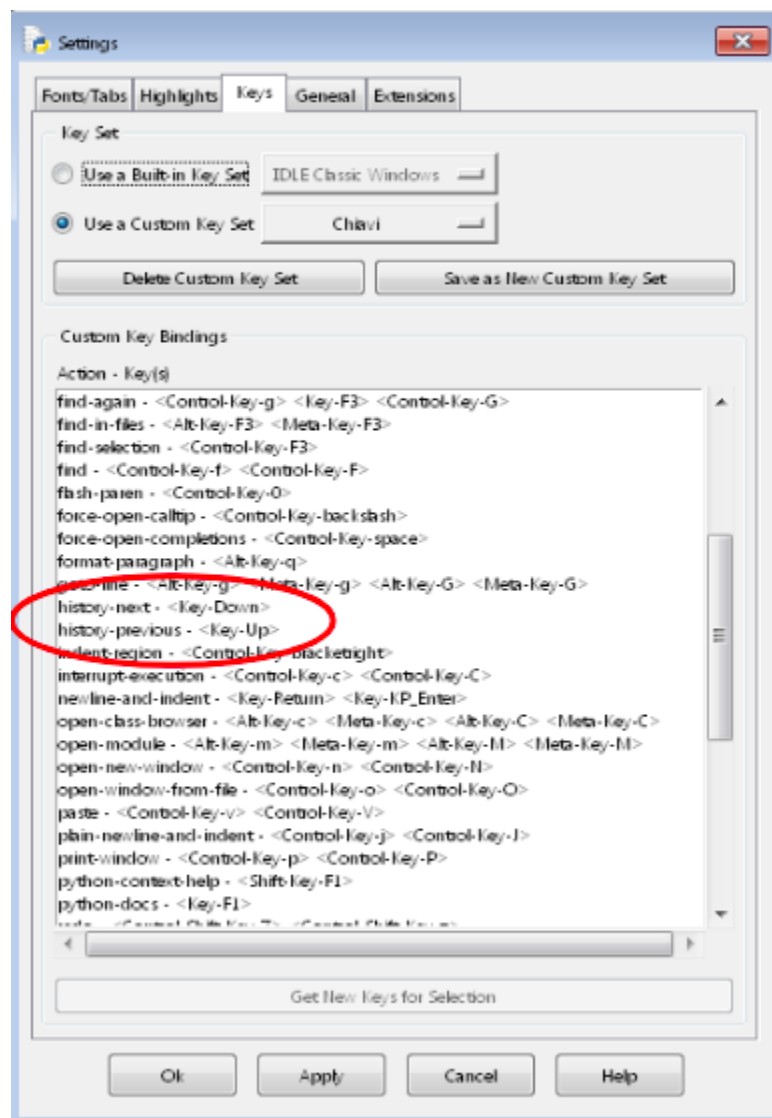 Settings
Fonts/Tabs Highlights Keys General Extensions
Key Set
Use a Built-in Key Set IDLE Classic Windows
Use a Custom Key Set Chiavi
Delete Custom Key Set Save as New Custom Key Set
Custom Key Bindings
Action - Key(s)
find-again - <Control-Key-g> <Key-F3> <Control-Key-G>
find-in-files - <Alt-Key-F3> <Meta-Key-F3>
find-selection - <Control-Key-F3>
find - <Control-Key-f> <Control-Key-F>
flash-paren - <Control-Key-0>
force-open-calltip - <Control-Key-backslash>
force-open-completions - <Control-Key-space>
format-paragraph - <Alt-Key-q>
goto-line - <Alt-Key-g> <Meta-Key-g> <Alt-Key-G> <Meta-Key-G>
history-next - <Key-Down>
history-previous - <Key-Up>
indent-region - <Control-Key-bracketright>
interrupt-execution - <Control-Key-c> <Control-Key-C>
newline-and-indent - <Key-Return> <Key-KP_Enter>
open-class-browser - <Alt-Key-c> <Meta-Key-c> <Alt-Key-C> <Meta-Key-C>
open-module - <Alt-Key-m> <Meta-Key-m> <Alt-Key-M> <Meta-Key-M>
open-new-window - <Control-Key-n> <Control-Key-N>
open-window-from-file - <Control-Key-o> <Control-Key-O>
paste - <Control-Key-v> <Control-Key-V>
plain-newline-and-indent - <Control-Key-j> <Control-Key-J>
print-window - <Control-Key-p> <Control-Key-P>
python-context-help - <Shift-Key-F1>
python-docs - <Key-F1>
Get New Keys for Selection
Ok Apply Cancel Help